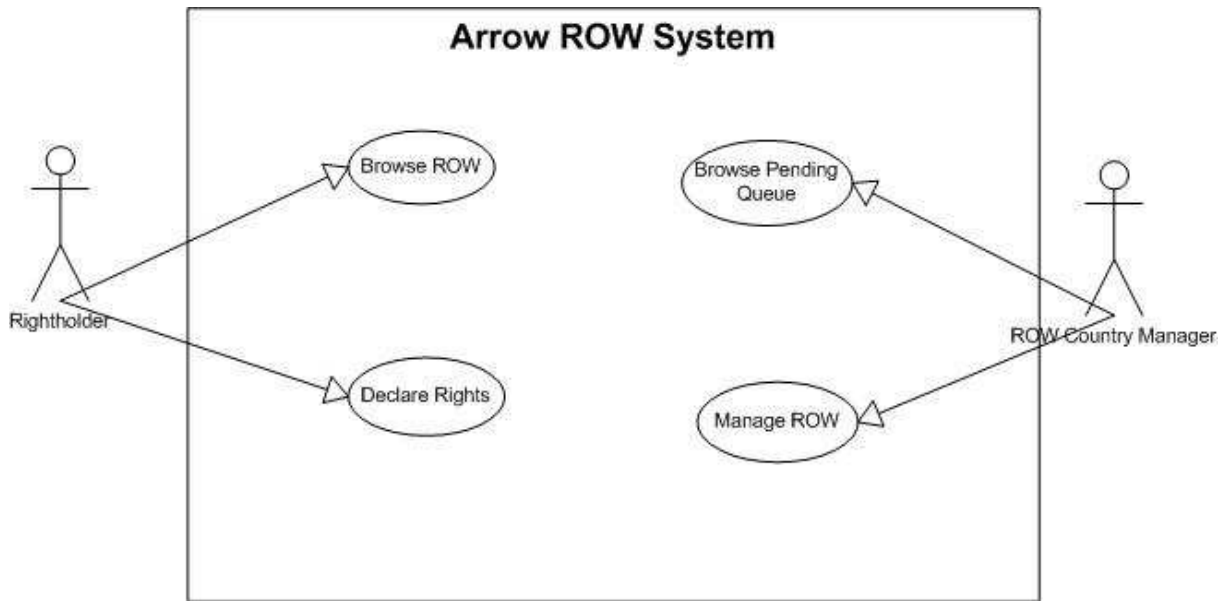 Arrow ROW System
Browse ROW
Browse Pending
Queue
Rightholder
ROW Country Manager
Declare Rights
Manage ROW